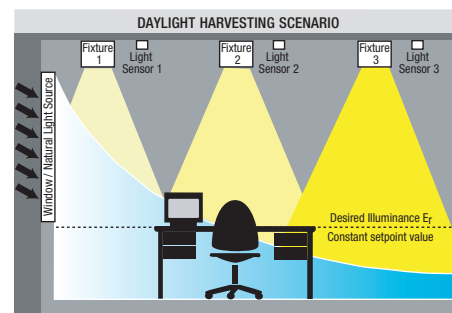 DAYLIGHT HARVESTING SCENARIO
Fixture
1
Light
Sensor 1
Fixture
2
Light
Sensor 2
Fixture
3
Light
Sensor 3
Window / Natural Light Source
Desired Illuminance Er
Constant setpoint value